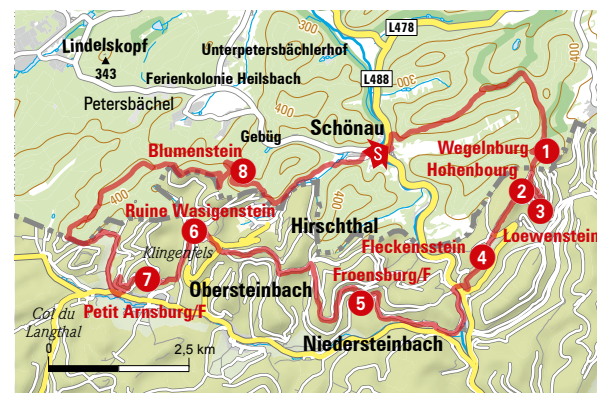 L478
400
Lindelskopf
343
Unterpetersbächlerhof
L488
300
Ferienkolonie Heilsbach
300
Petersbächel
400
Gebüg
Schönau
S
Blumenstein
8
Wegelnburg
1
Hohenbourg
2
400
3
Ruine Wasigenstein
6
Hirschthal
Loewenstein
Fleckensstein
4
Klingenfels
7
Froensburg/F
Obersteinbach
5
Petit Arnsburg/F
Col du
Langthal
Niedersteinbach
0
2,5 km